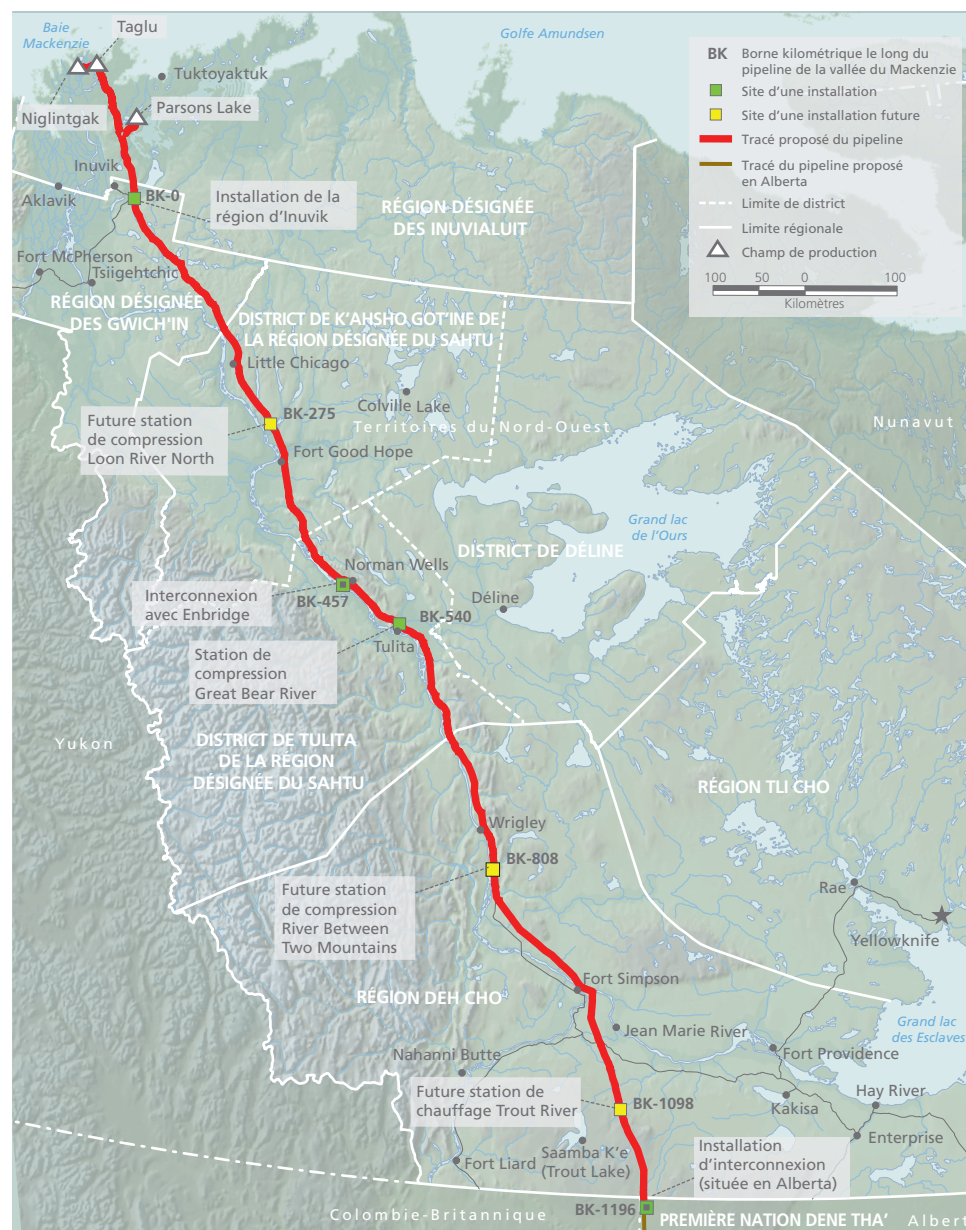 Baie
Mackenzie
Taglu
Golfe Amundsen
Tuktoyaktuk
Niglintgak
Parsons Lake
BK Borne kilométrique le long du
pipeline de la vallée du Mackenzie
Site d'une installation
Site d'une installation future
Tracé proposé du pipeline
Tracé du pipeline proposé
en Alberta
Limite de district
Limite régionale
Champ de production
100 50 0 100
Kilomètres
Inuvik
Aklavik
BK-0
Installation de la
région d'Inuvik
RÉGION DÉSIGNÉE
DES INUVIALUIT
Fort McPherson
Tsiigehtchic
RÉGION DÉSIGNÉE
DES GWICH'IN
DISTRICT DE K'AHSHO GOT'INE DE
LA RÉGION DÉSIGNÉE DU SAHTU
Little Chicago
Colville Lake
Territoires du Nord-Ouest
Nunavut
Future station
de compression
Loon River North
BK-275
Fort Good Hope
Grand lac
de l'Ours
DISTRICT DE DÉLINE
Norman Wells
Interconnexion
avec Enbridge
BK-457
Déline
BK-540
Tulita
Station de
compression
Great Bear River
Yukon
DISTRICT DE TULITA
DE LA RÉGION
DÉSIGNÉE DU SAHTU
RÉGION TLI CHO
Wrigley
BK-808
Future station
de compression
River Between
Two Mountains
Rae
Yellowknife
Fort Simpson
RÉGION DEH CHO
Grand lac
des Esclaves
Jean Marie River
Nahanni Butte
Fort Providence
Future station de
chauffage Trout River
BK-1098
Kakisa
Hay River
Enterprise
Saamba K'e
(Trout Lake)
Fort Liard
Installation
d'interconnexion
(située en Alberta)
BK-1196
Colombie-Britannique
PREMIÈRE NATION DENE THA'
Albert